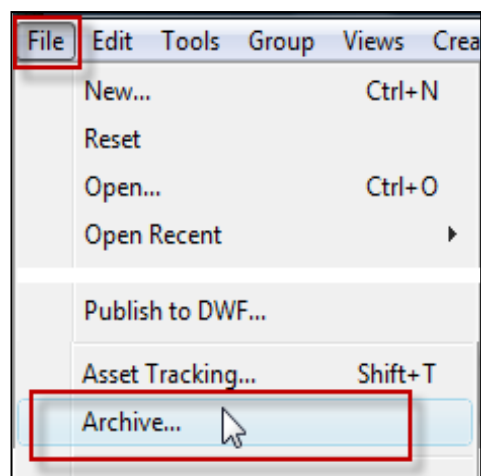 File Edit Tools Group Views Crea
New... Ctrl+N
Reset
Open... Ctrl+O
Open Recent
Publish to DWF...
Asset Tracking... Shift+T
Archive...